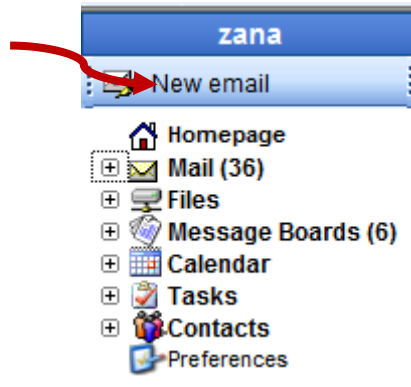 zana
New email
Homepage
Mail (36)
Files
Message Boards (6)
Calendar
Tasks
Contacts
Preferences